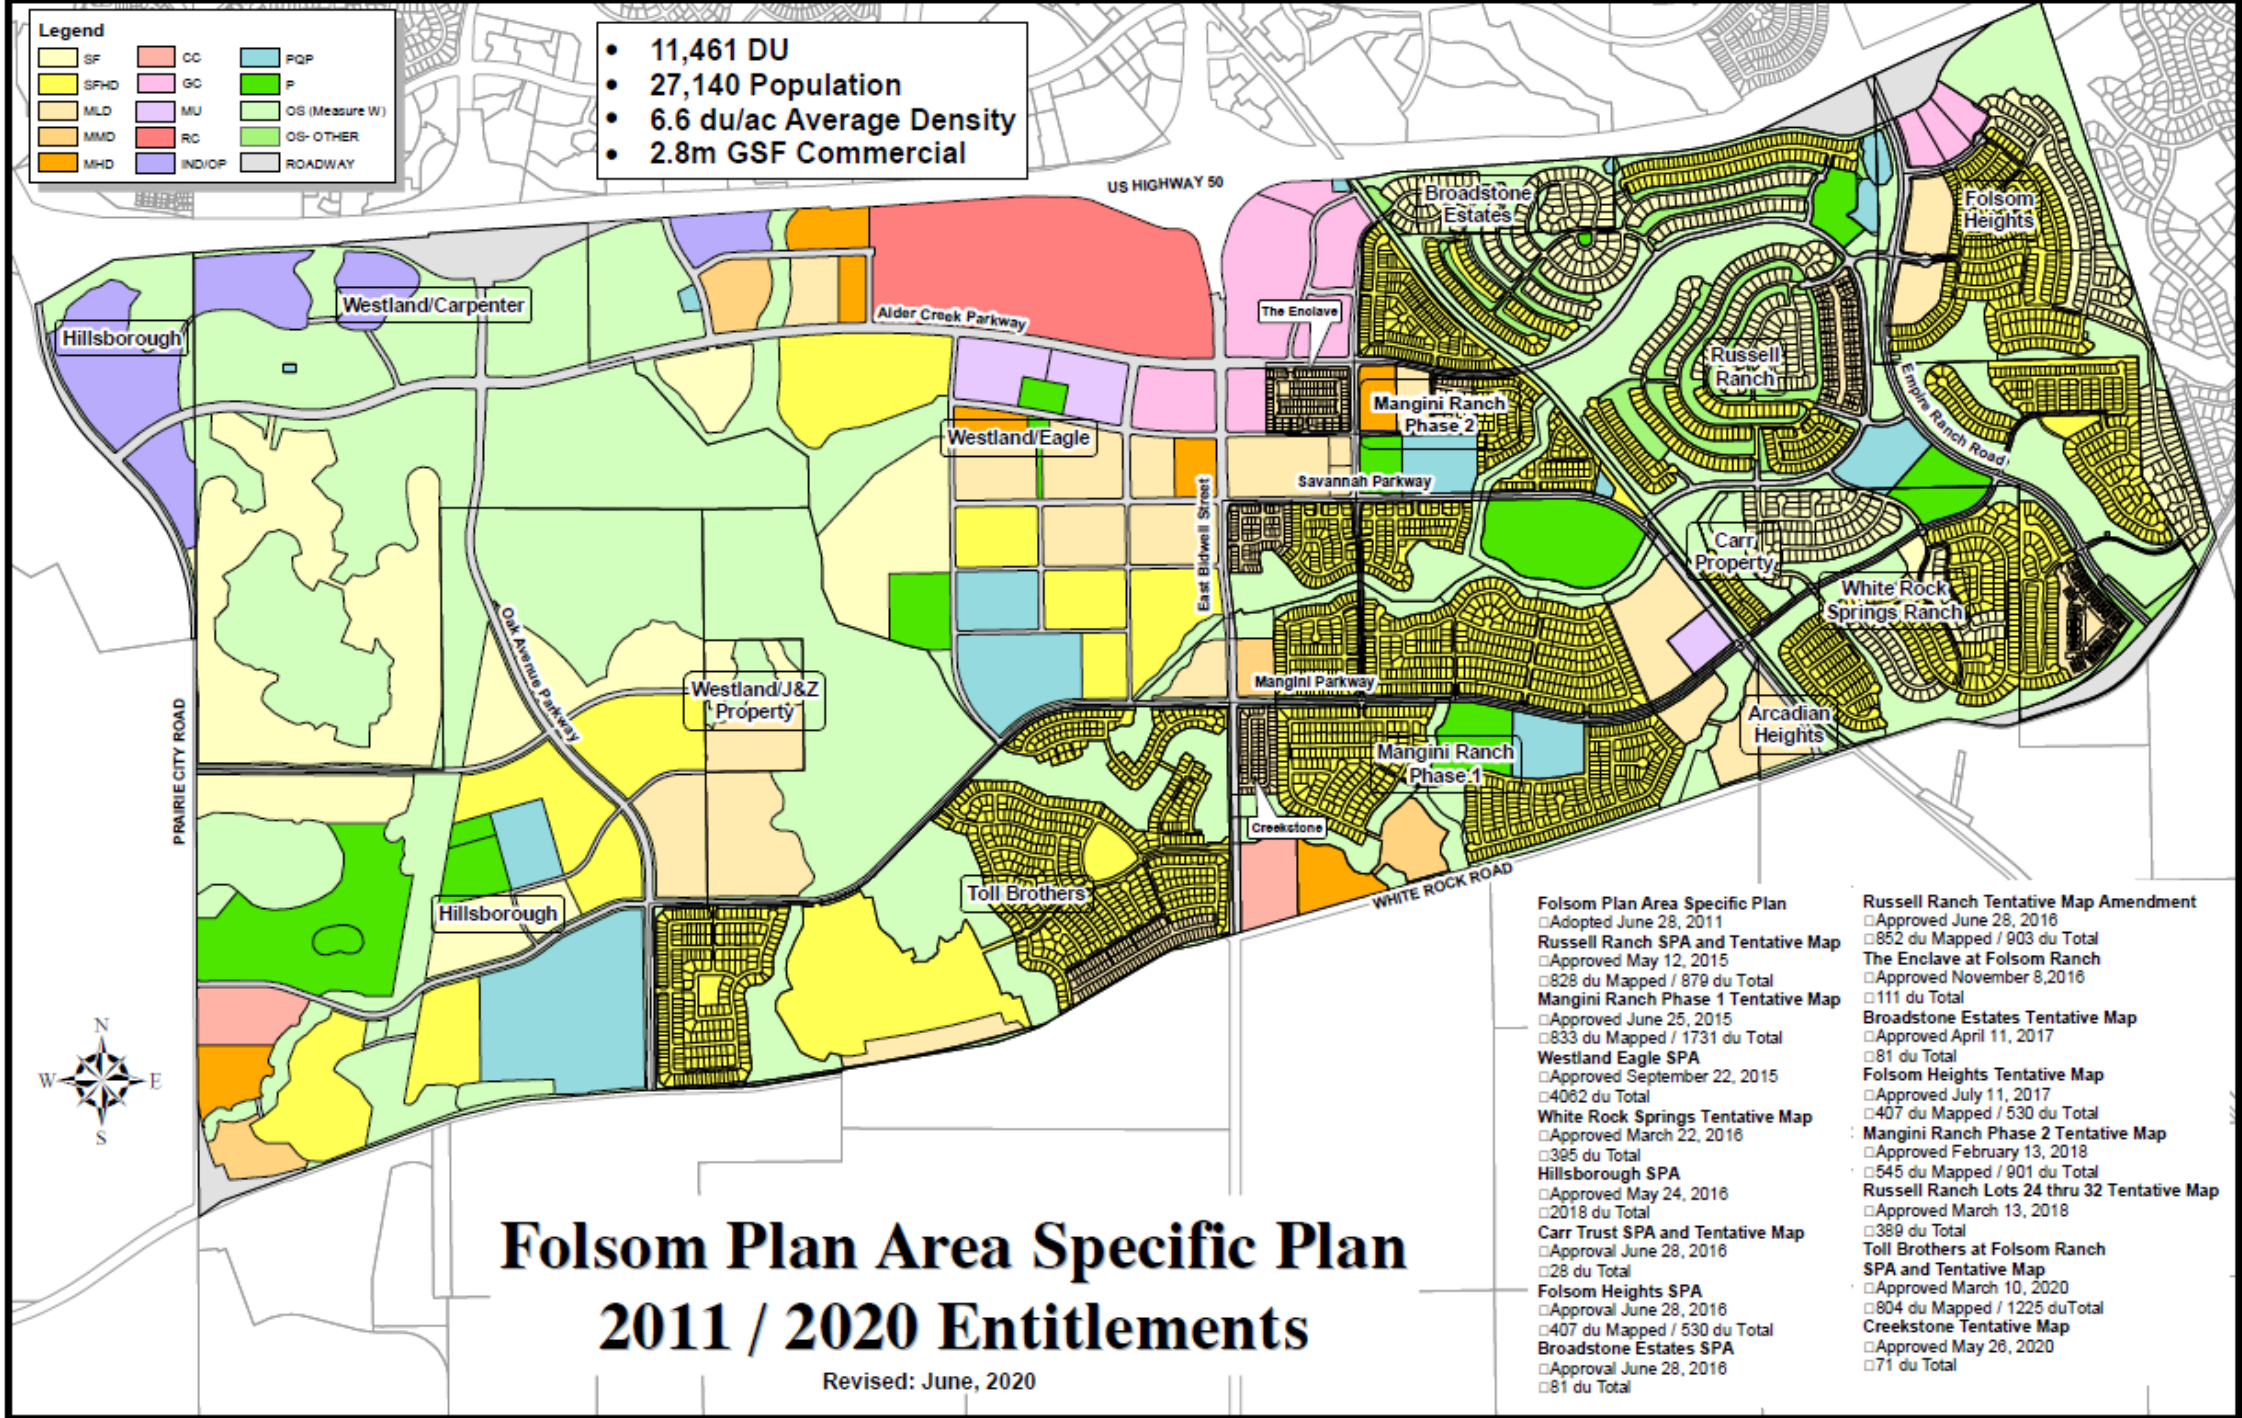 Legend
SF
SFHD
MLD
MMD
MHD
CC
GC
MU
RC
IND/OP
PQP
P
OS (Measure W)
OS- OTHER
ROADWAY
• 11,461 DU
• 27,140 Population
• 6.6 du/ac Average Density
• 2.8m GSF Commercial
US HIGHWAY 50
Broadstone
Estates
Folsom
Heights
Westland/Carpenter
Hillsborough
Alder Creek Parkway
The Enclave
Russell
Ranch
Mangini Ranch
Phase 2
Empire Ranch Road
Westland/Eagle
Savannah Parkway
East Bidwell Street
Carr
Property
White Rock
Springs Ranch
Oak Avenue Parkway
Westland/J&Z
Property
Mangini Parkway
PRAIRIE CITY ROAD
Arcadian
Heights
Mangini Ranch
Phase 1
Creekstone
Toll Brothers
Hillsborough
WHITE ROCK ROAD
N
W
E
S
Folsom Plan Area Specific Plan
2011 / 2020 Entitlements
Revised: June, 2020
Folsom Plan Area Specific Plan
□Adopted June 28, 2011
Russell Ranch SPA and Tentative Map
□Approved May 12, 2015
□828 du Mapped / 879 du Total
Mangini Ranch Phase 1 Tentative Map
□Approved June 25, 2015
□833 du Mapped / 1731 du Total
Westland Eagle SPA
□Approved September 22, 2015
□4062 du Total
White Rock Springs Tentative Map
□Approved March 22, 2016
□395 du Total
Hillsborough SPA
□Approved May 24, 2016
□2018 du Total
Carr Trust SPA and Tentative Map
□Approval June 28, 2016
□28 du Total
Folsom Heights SPA
□Approval June 28, 2016
□407 du Mapped / 530 du Total
Broadstone Estates SPA
□Approval June 28, 2016
□81 du Total
Russell Ranch Tentative Map Amendment
□Approved June 28, 2016
□852 du Mapped / 903 du Total
The Enclave at Folsom Ranch
□Approved November 8,2016
□111 du Total
Broadstone Estates Tentative Map
□Approved April 11, 2017
□81 du Total
Folsom Heights Tentative Map
□Approved July 11, 2017
□407 du Mapped / 530 du Total
Mangini Ranch Phase 2 Tentative Map
□Approved February 13, 2018
□545 du Mapped / 901 du Total
Russell Ranch Lots 24 thru 32 Tentative Map
□Approved March 13, 2018
□389 du Total
Toll Brothers at Folsom Ranch
SPA and Tentative Map
□Approved March 10, 2020
□804 du Mapped / 1225 duTotal
Creekstone Tentative Map
□Approved May 26, 2020
□71 du Total